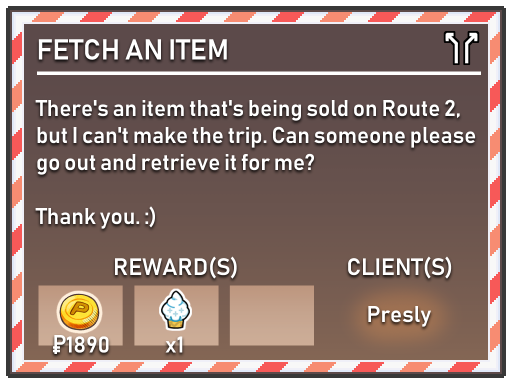 FETCH AN ITEM
There's an item that's being sold on Route 2,
but I can't make the trip. Can someone please
go out and retrieve it for me?
Thank you. :)
REWARD(S)
CLIENT(S)
₽1890
x1
Presly